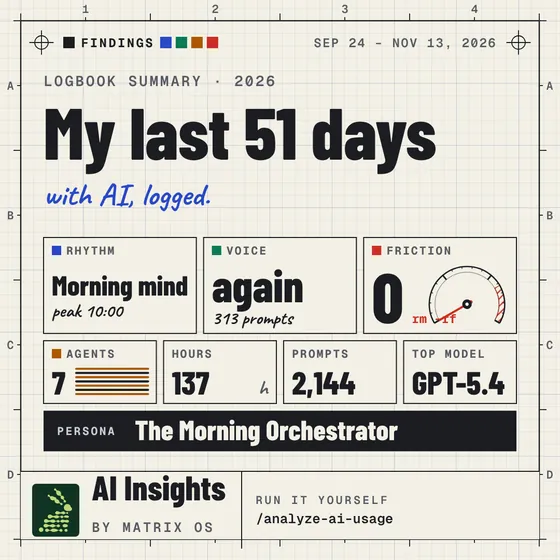 1 2 3 4
FINDINGS
SEP 24 – NOV 13, 2026
A A
LOGBOOK SUMMARY · 2026
My last 51 days
with AI, logged.
B B
RHYTHM
Morning mind
peak 10:00
VOICE
again
313 prompts
FRICTION
0
rm -rf
C C
AGENTS
7
HOURS
137 h
PROMPTS
2,144
TOP MODEL
GPT-5.4
PERSONA The Morning Orchestrator
D D
AI Insights
BY MATRIX OS
RUN IT YOURSELF
/analyze-ai-usage